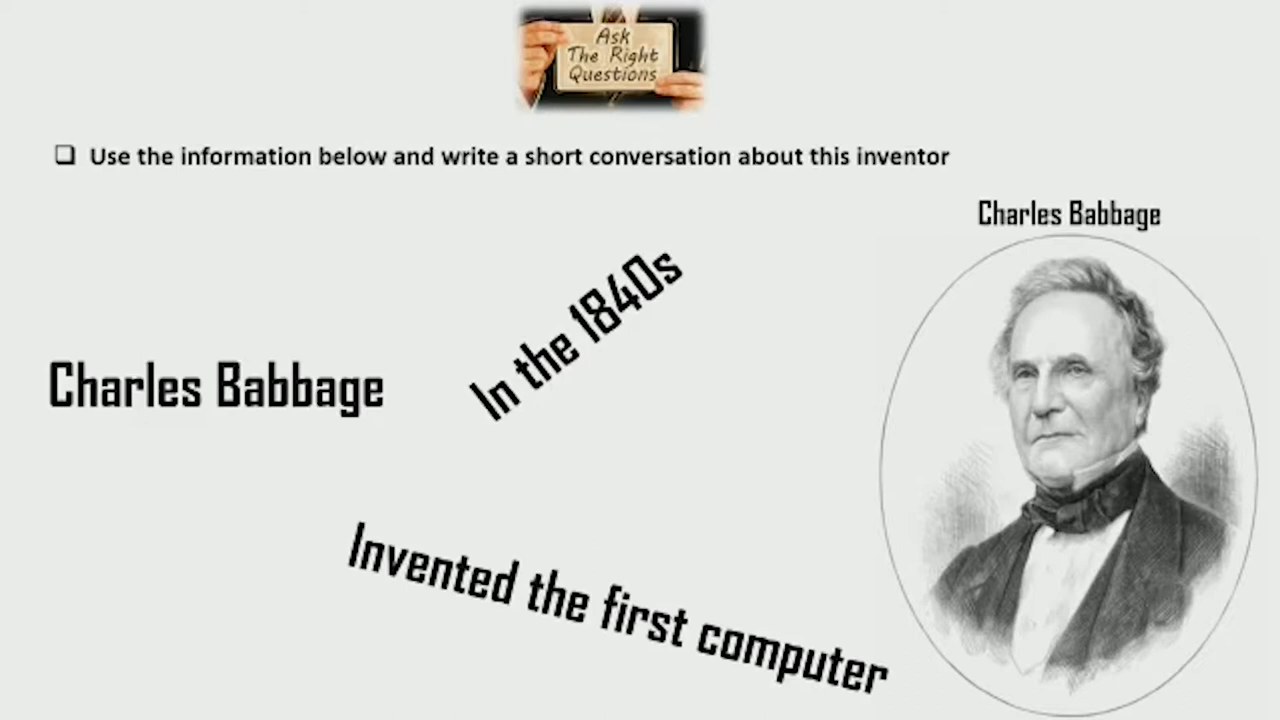 Ask
The Right
Questions
Use the information below and write a short conversation about this inventor
Charles Babbage
In the 1840s
Charles Babbage
Invented the first computer